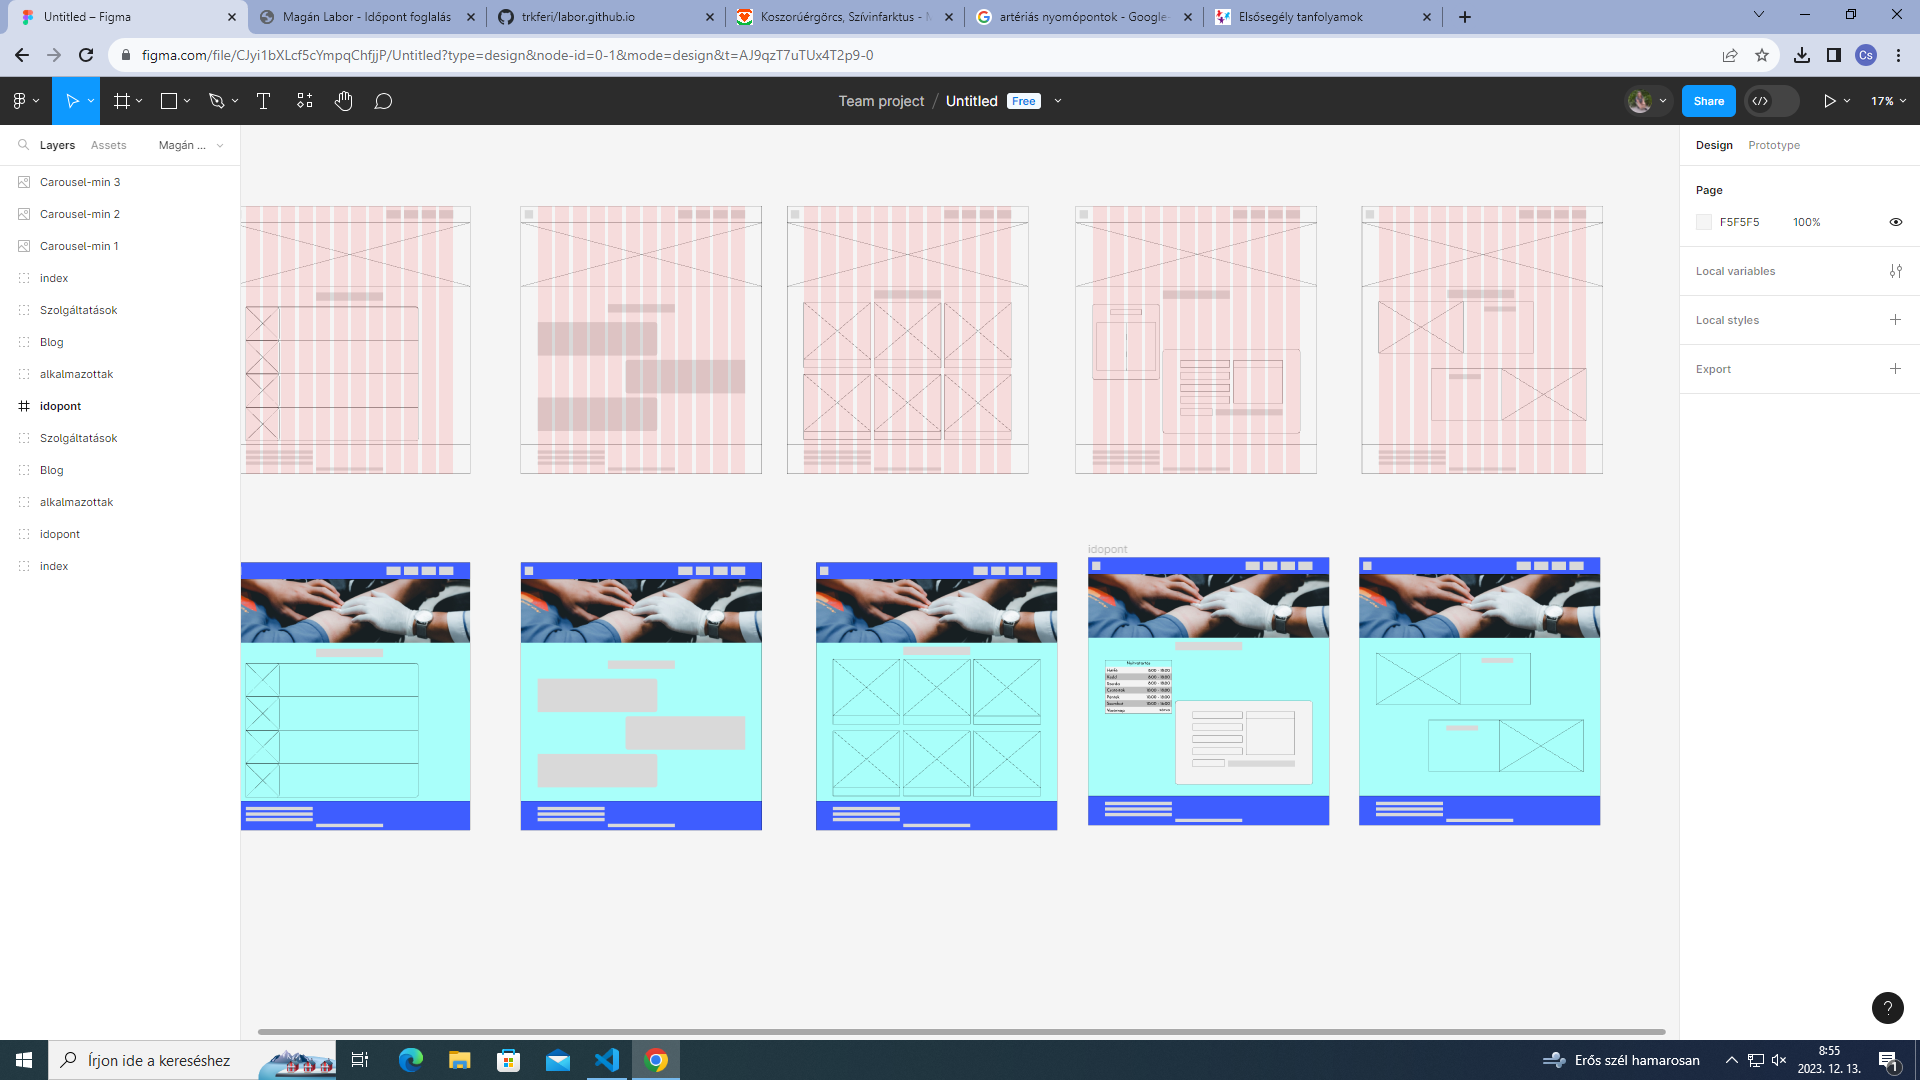 Untitled – Figma
Magán Labor - Időpont foglalás
trkferi/labor.github.io
Koszorúérgörcs, Szívinfarktus -
artériás nyomópontok - Google-
Elsősegély tanfolyamok
figma.com/file/CJyi1bXLcf5cYmpqChfjjP/Untitled?type=design&node-id=0-1&mode=design&t=AJ9qzT7uTUx4T2p9-0
Cs
Team project / Untitled Free
Share
17%
Layers
Assets
Magán ...
Design
Prototype
Carousel-min 3
Carousel-min 2
Carousel-min 1
index
Szolgáltatások
Blog
alkalmazottak
idopont
Szolgáltatások
Blog
alkalmazottak
idopont
index
Page
F5F5F5
100%
Local variables
Local styles
Export
idopont
?
Írjon ide a kereséshez
Erős szél hamarosan
8:55
2023. 12. 13.
1